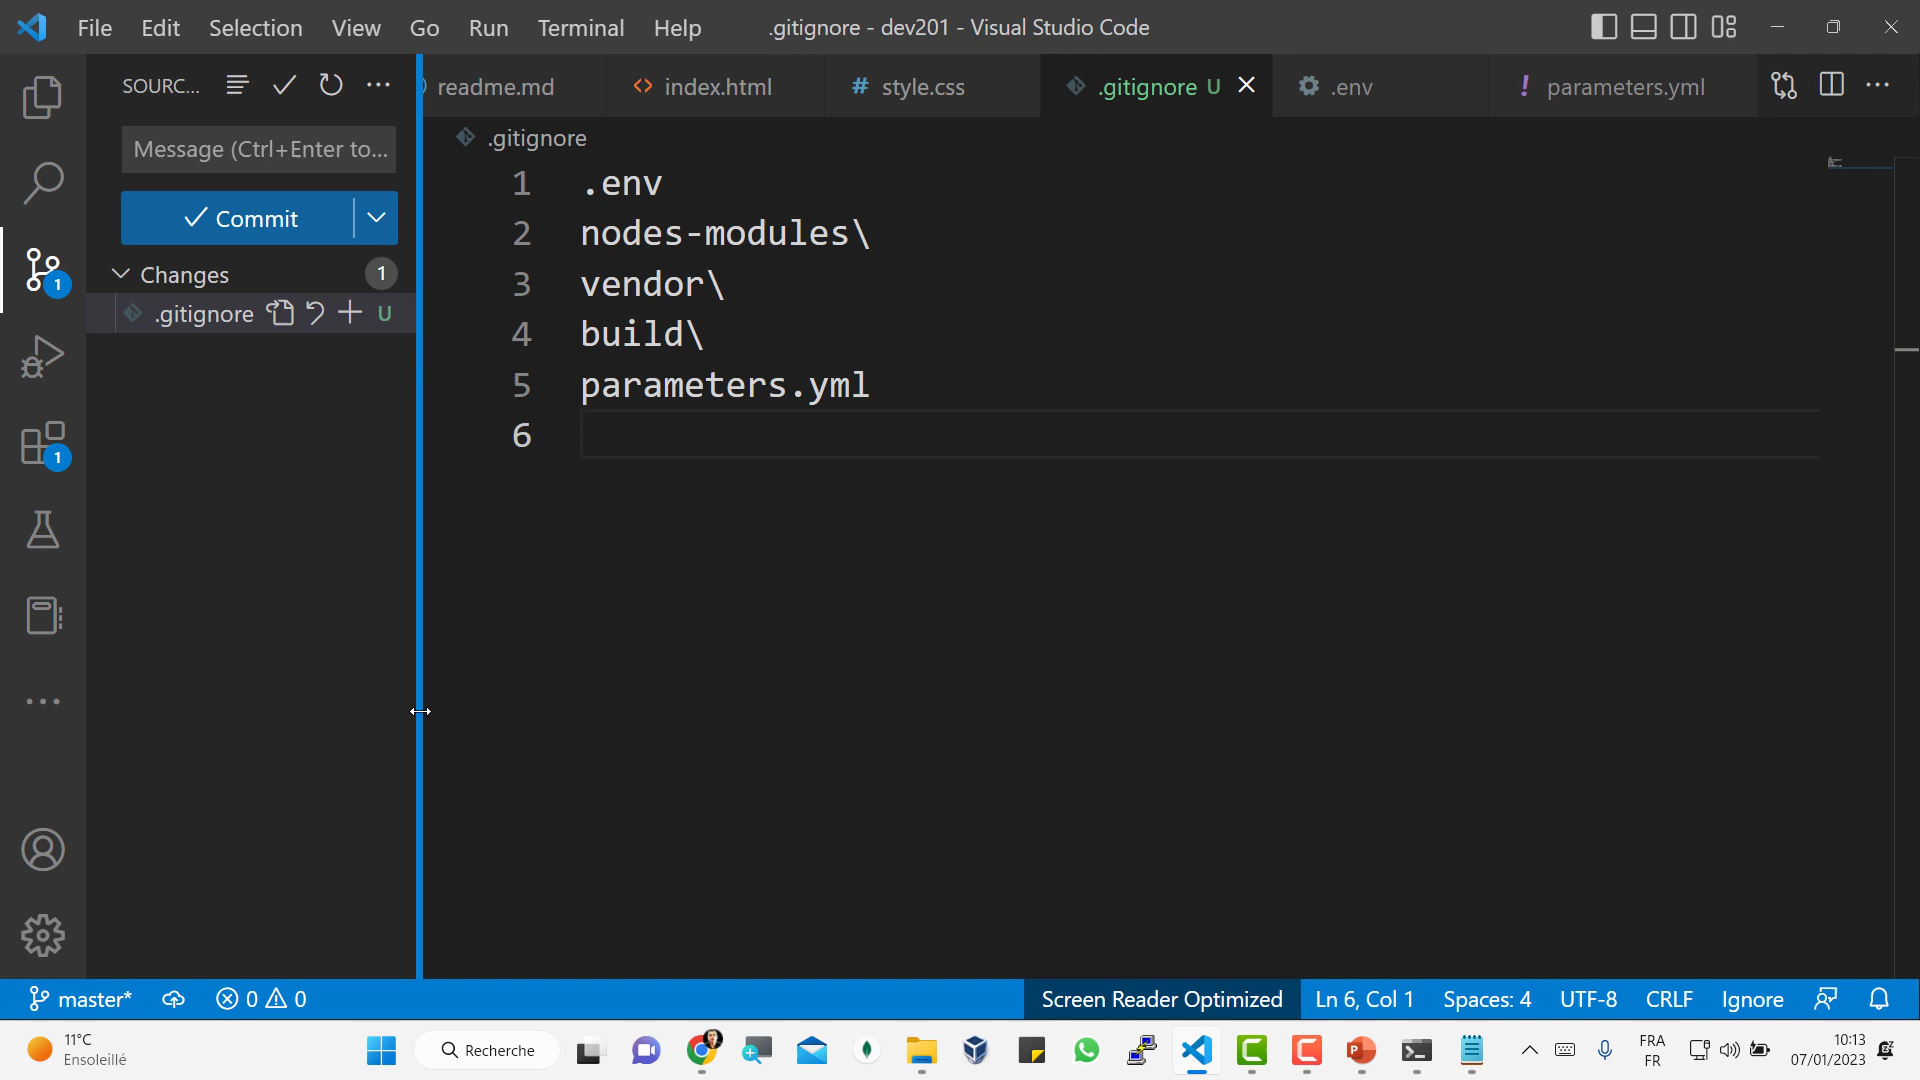 File Edit Selection View Go Run Terminal Help .gitignore - dev201 - Visual Studio Code
SOURC... readme.md index.html # style.css .gitignore U .env ! parameters.yml
Message (Ctrl+Enter to... .gitignore
1 .env
2 nodes-modules\
Commit
3 vendor\
Changes 1
.gitignore U
4 build\
5 parameters.yml
6
1
1
master* 0 0 Screen Reader Optimized Ln 6, Col 1 Spaces: 4 UTF-8 CRLF Ignore
11°C
Ensoleillé
Recherche
FRA
FR
10:13
07/01/2023